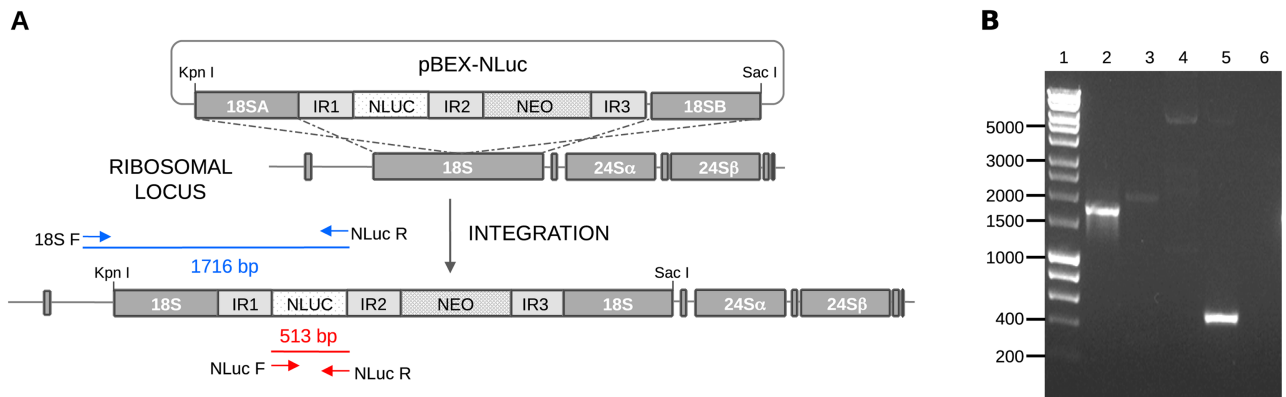 A
pBEX-NLuc
Kpn I
Sac I
18SA IR1 NLUC IR2 NEO IR3 18SB
RIBOSOMAL
LOCUS
18S 24Sα 24Sβ
18S F
NLuc R
INTEGRATION
1716 bp
Kpn I
Sac I
18S IR1 NLUC IR2 NEO IR3 18S 24Sα 24Sβ
513 bp
NLuc F
NLuc R
B
1 2 3 4 5 6
5000
3000
2000
1500
1000
400
200